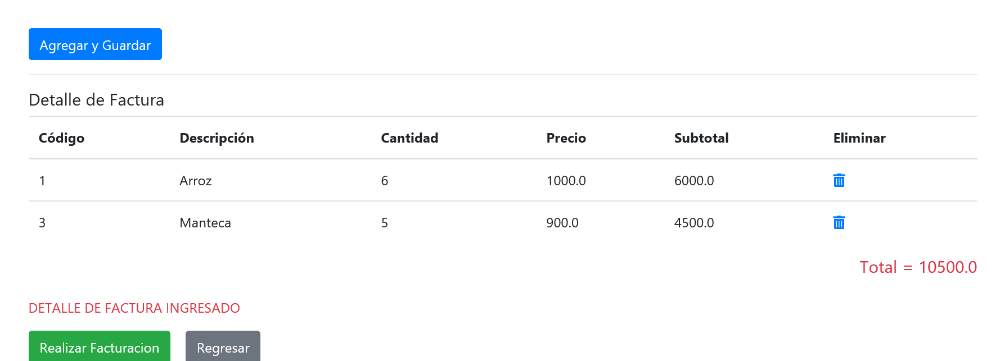 Agregar y Guardar
Detalle de Factura
Código Descripción Cantidad Precio Subtotal Eliminar
1 Arroz 6 1000.0 6000.0
3 Manteca 5 900.0 4500.0
Total = 10500.0
DETALLE DE FACTURA INGRESADO
Realizar Facturacion Regresar